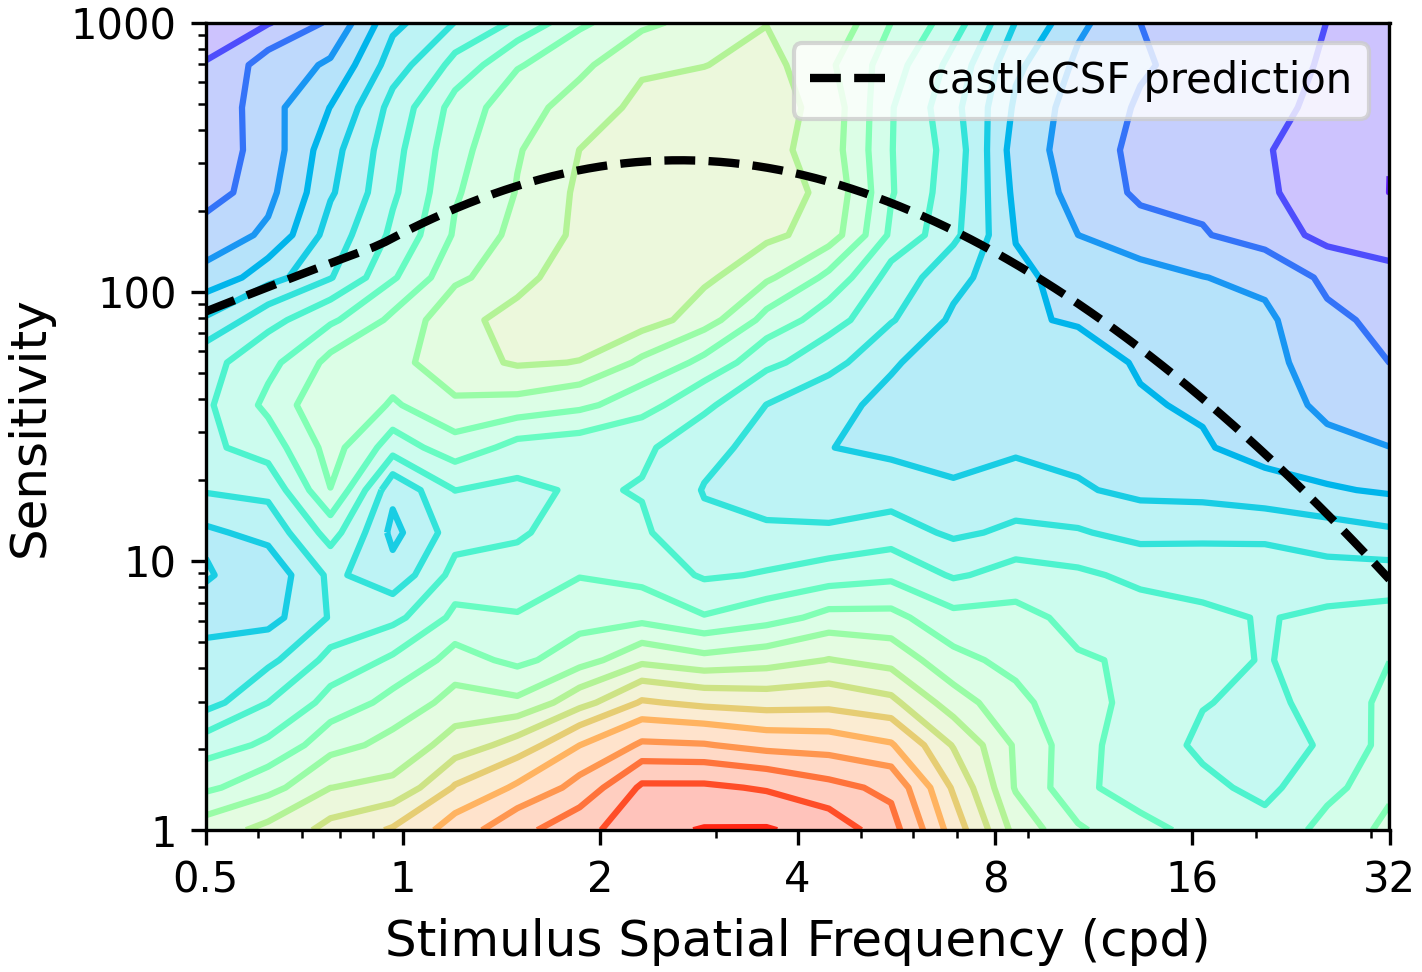 1000
castleCSF prediction
100
Sensitivity
10
1
0.5 1 2 4 8 16 32
Stimulus Spatial Frequency (cpd)